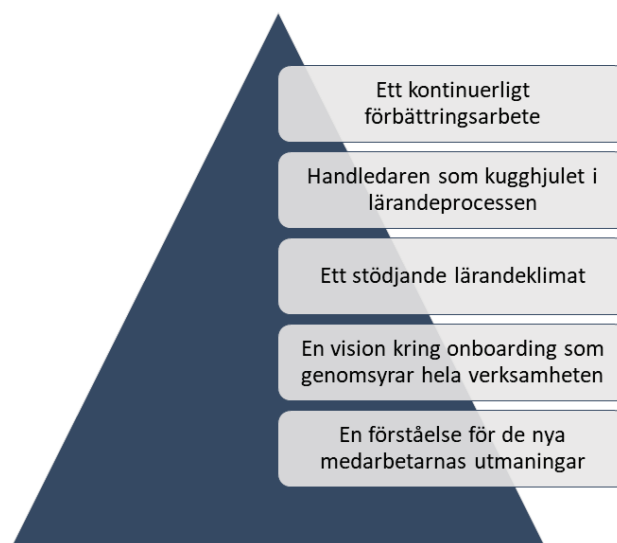 Ett kontinuerligt
förbättringsarbete
Handledaren som kugghjulet i
lärandeprocessen
Ett stödjande lärandeklimat
En vision kring onboarding som
genomsyrar hela verksamheten
En förståelse för de nya
medarbetarnas utmaningar